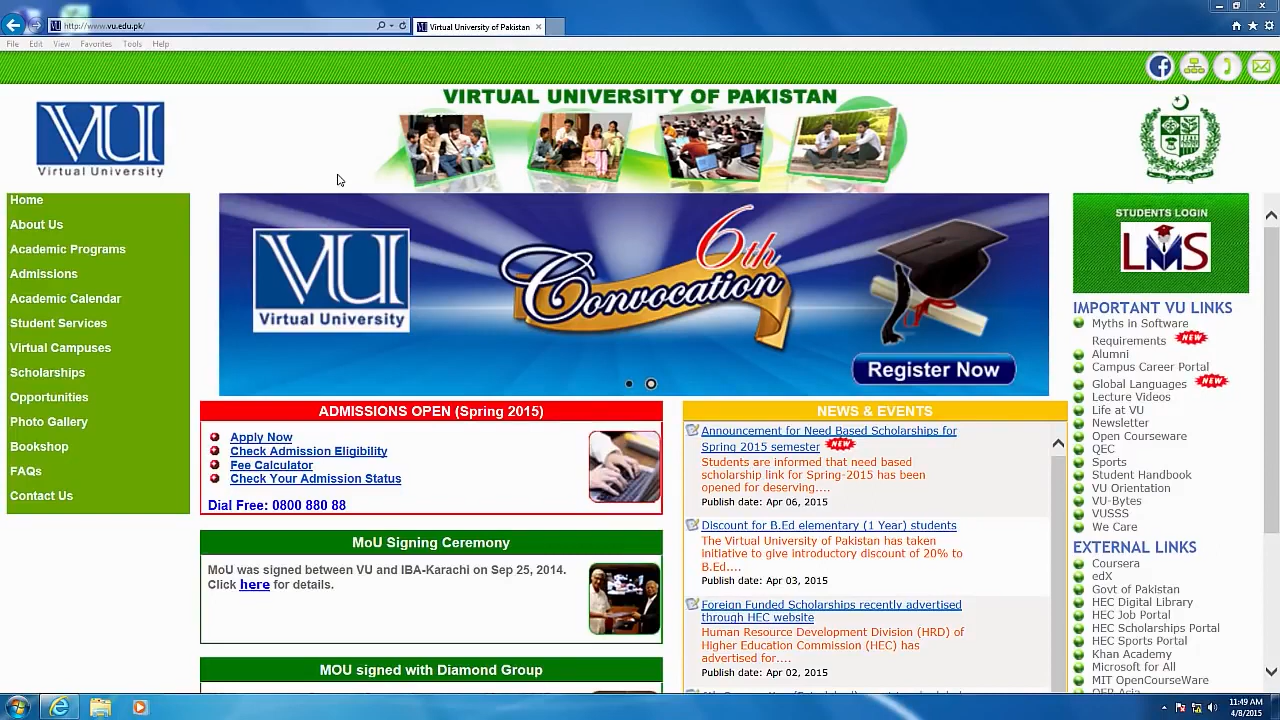 http://www.vu.edu.pk/
Virtual University of Pakistan
File Edit View Favorites Tools Help
VIRTUAL UNIVERSITY OF PAKISTAN
VU
Virtual University
Home
About Us
Academic Programs
Admissions
Academic Calendar
Student Services
Virtual Campuses
Scholarships
Opportunities
Photo Gallery
Bookshop
FAQs
Contact Us
VU
Virtual University
6th
Convocation
Register Now
STUDENTS LOGIN
LMS
ADMISSIONS OPEN (Spring 2015)
Apply Now
Check Admission Eligibility
Fee Calculator
Check Your Admission Status
Dial Free: 0800 880 88
MoU Signing Ceremony
MoU was signed between VU and IBA-Karachi on Sep 25, 2014.
Click here for details.
MOU signed with Diamond Group
NEWS & EVENTS
Announcement for Need Based Scholarships for
Spring 2015 semester NEW
Students are informed that need based
scholarship link for Spring-2015 has been
opened for deserving....
Publish date: Apr 06, 2015
Discount for B.Ed elementary (1 Year) students
The Virtual University of Pakistan has taken
initiative to give introductory discount of 20% to
B.Ed....
Publish date: Apr 03, 2015
Foreign Funded Scholarships recently advertised
through HEC website
Human Resource Development Division (HRD) of
Higher Education Commission (HEC) has
advertised for....
Publish date: Apr 02, 2015
IMPORTANT VU LINKS
Myths in Software
Requirements NEW
Alumni
Campus Career Portal
Global Languages NEW
Lecture Videos
Life at VU
Newsletter
Open Courseware
QEC
Sports
Student Handbook
VU Orientation
VU-Bytes
VUSSS
We Care
EXTERNAL LINKS
Coursera
edX
Govt of Pakistan
HEC Digital Library
HEC Job Portal
HEC Scholarships Portal
HEC Sports Portal
Khan Academy
Microsoft for All
MIT OpenCourseWare
11:49 AM
4/8/2015